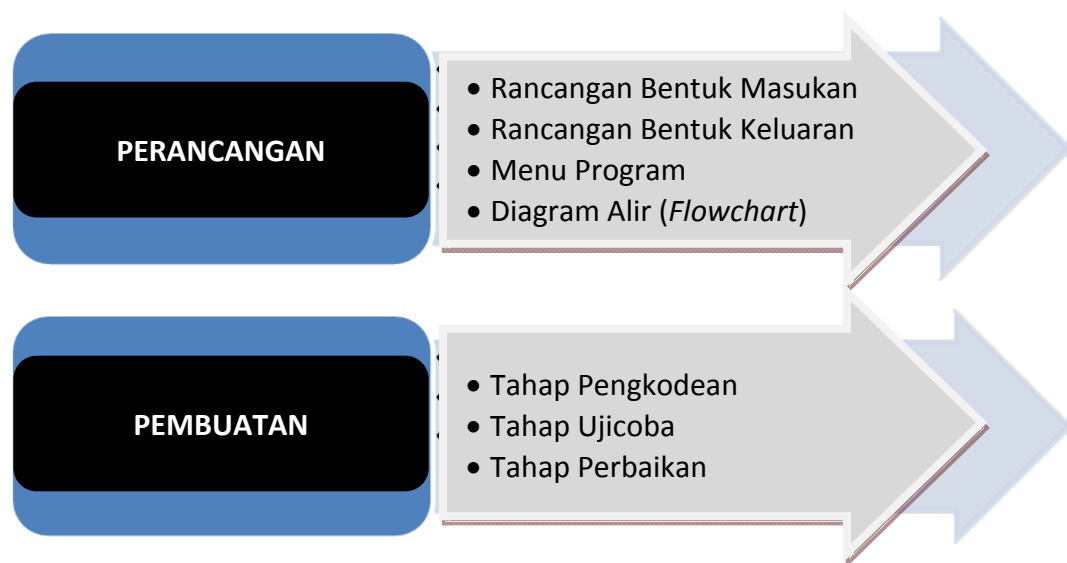 PERANCANGAN
• Rancangan Bentuk Masukan
• Rancangan Bentuk Keluaran
• Menu Program
• Diagram Alir (Flowchart)
PEMBUATAN
• Tahap Pengkodean
• Tahap Ujicoba
• Tahap Perbaikan